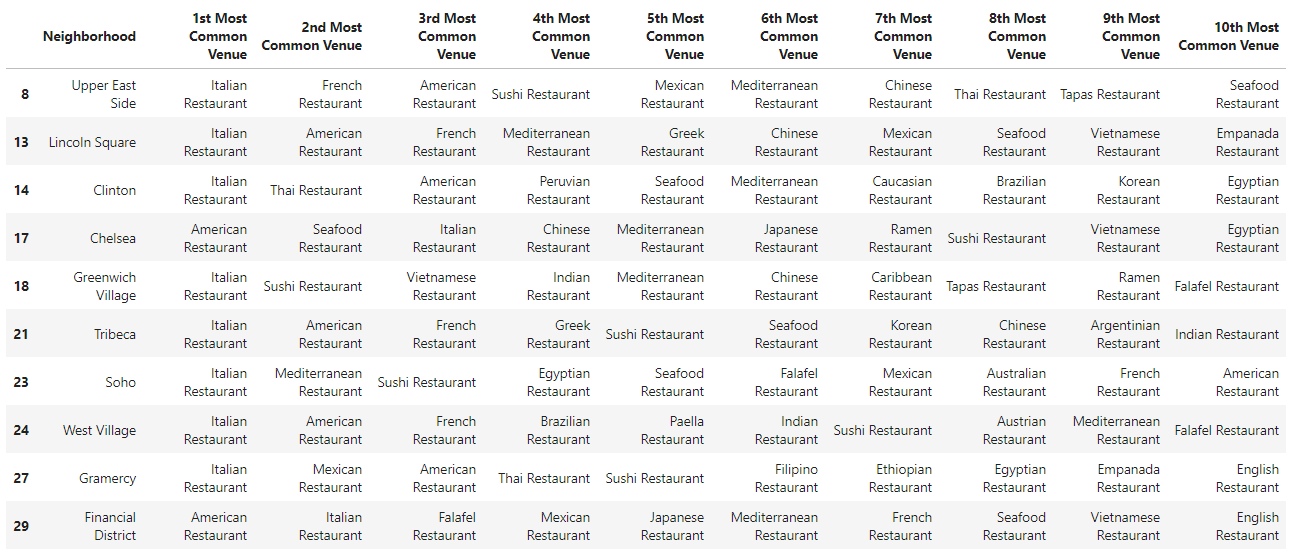 Neighborhood 1st Most Common Venue 2nd Most Common Venue 3rd Most Common Venue 4th Most Common Venue 5th Most Common Venue 6th Most Common Venue 7th Most Common Venue 8th Most Common Venue 9th Most Common Venue 10th Most Common Venue
8 Upper East Side Italian Restaurant French Restaurant American Restaurant Sushi Restaurant Mexican Restaurant Mediterranean Restaurant Chinese Restaurant Thai Restaurant Tapas Restaurant Seafood Restaurant
13 Lincoln Square Italian Restaurant American Restaurant French Restaurant Mediterranean Restaurant Greek Restaurant Chinese Restaurant Mexican Restaurant Seafood Restaurant Vietnamese Restaurant Empanada Restaurant
14 Clinton Italian Restaurant Thai Restaurant American Restaurant Peruvian Restaurant Seafood Restaurant Mediterranean Restaurant Caucasian Restaurant Brazilian Restaurant Korean Restaurant Egyptian Restaurant
17 Chelsea American Restaurant Seafood Restaurant Italian Restaurant Chinese Restaurant Mediterranean Restaurant Japanese Restaurant Ramen Restaurant Sushi Restaurant Vietnamese Restaurant Egyptian Restaurant
18 Greenwich Village Italian Restaurant Sushi Restaurant Vietnamese Restaurant Indian Restaurant Mediterranean Restaurant Chinese Restaurant Caribbean Restaurant Tapas Restaurant Ramen Restaurant Falafel Restaurant
21 Tribeca Italian Restaurant American Restaurant French Restaurant Greek Restaurant Sushi Restaurant Seafood Restaurant Korean Restaurant Chinese Restaurant Argentinian Restaurant Indian Restaurant
23 Soho Italian Restaurant Mediterranean Restaurant Sushi Restaurant Egyptian Restaurant Seafood Restaurant Falafel Restaurant Mexican Restaurant Australian Restaurant French Restaurant American Restaurant
24 West Village Italian Restaurant American Restaurant French Restaurant Brazilian Restaurant Paella Restaurant Indian Restaurant Sushi Restaurant Austrian Restaurant Mediterranean Restaurant Falafel Restaurant
27 Gramercy Italian Restaurant Mexican Restaurant American Restaurant Thai Restaurant Sushi Restaurant Filipino Restaurant Ethiopian Restaurant Egyptian Restaurant Empanada Restaurant English Restaurant
29 Financial District American Restaurant Italian Restaurant Falafel Restaurant Mexican Restaurant Japanese Restaurant Mediterranean Restaurant French Restaurant Seafood Restaurant Vietnamese Restaurant English Restaurant